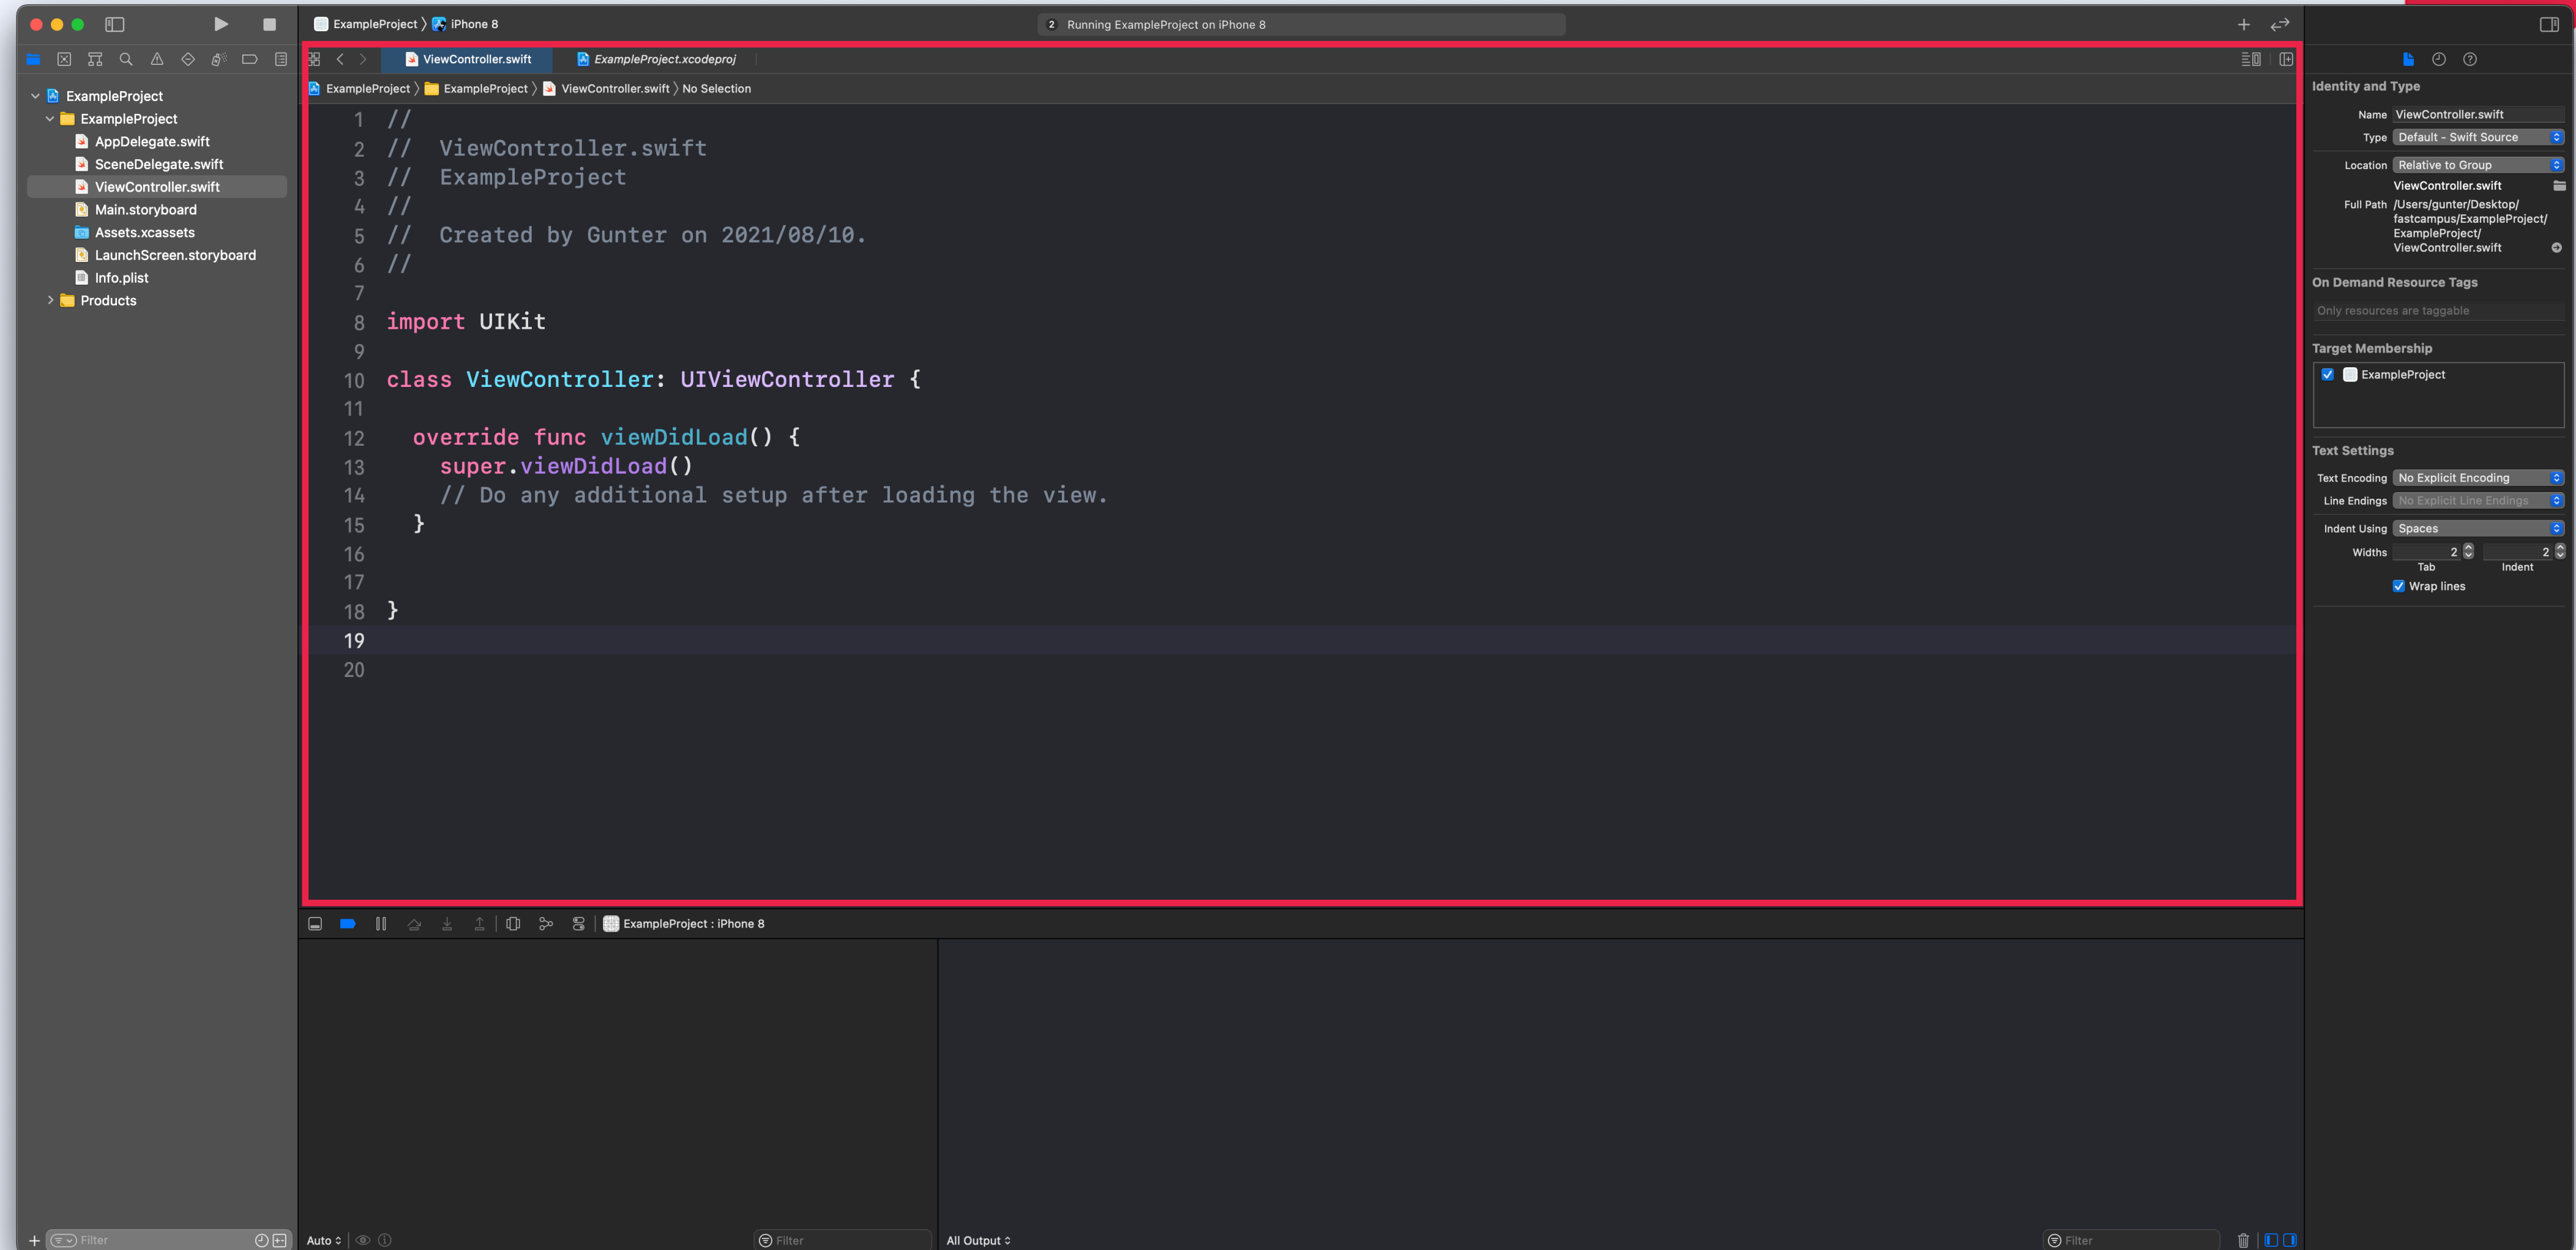 ExampleProject iPhone 8
2 Running ExampleProject on iPhone 8
ViewController.swift ExampleProject.xcodeproj
ExampleProject ExampleProject ViewController.swift No Selection
ExampleProject
ExampleProject
AppDelegate.swift
SceneDelegate.swift
ViewController.swift
Main.storyboard
Assets.xcassets
LaunchScreen.storyboard
Info.plist
Products
Filter
1 //
2 //  ViewController.swift
3 //  ExampleProject
4 //
5 //  Created by Gunter on 2021/08/10.
6 //
7
8 import UIKit
9
10 class ViewController: UIViewController {
11
12   override func viewDidLoad() {
13     super.viewDidLoad()
14     // Do any additional setup after loading the view.
15   }
16
17
18 }
19
20
ExampleProject : iPhone 8
Auto
Filter
All Output
Filter
Identity and Type
Name ViewController.swift
Type Default - Swift Source
Location Relative to Group
ViewController.swift
Full Path /Users/gunter/Desktop/
fastcampus/ExampleProject/
ExampleProject/
ViewController.swift
On Demand Resource Tags
Only resources are taggable
Target Membership
ExampleProject
Text Settings
Text Encoding No Explicit Encoding
Line Endings No Explicit Line Endings
Indent Using Spaces
Widths 2 2
Tab Indent
Wrap lines